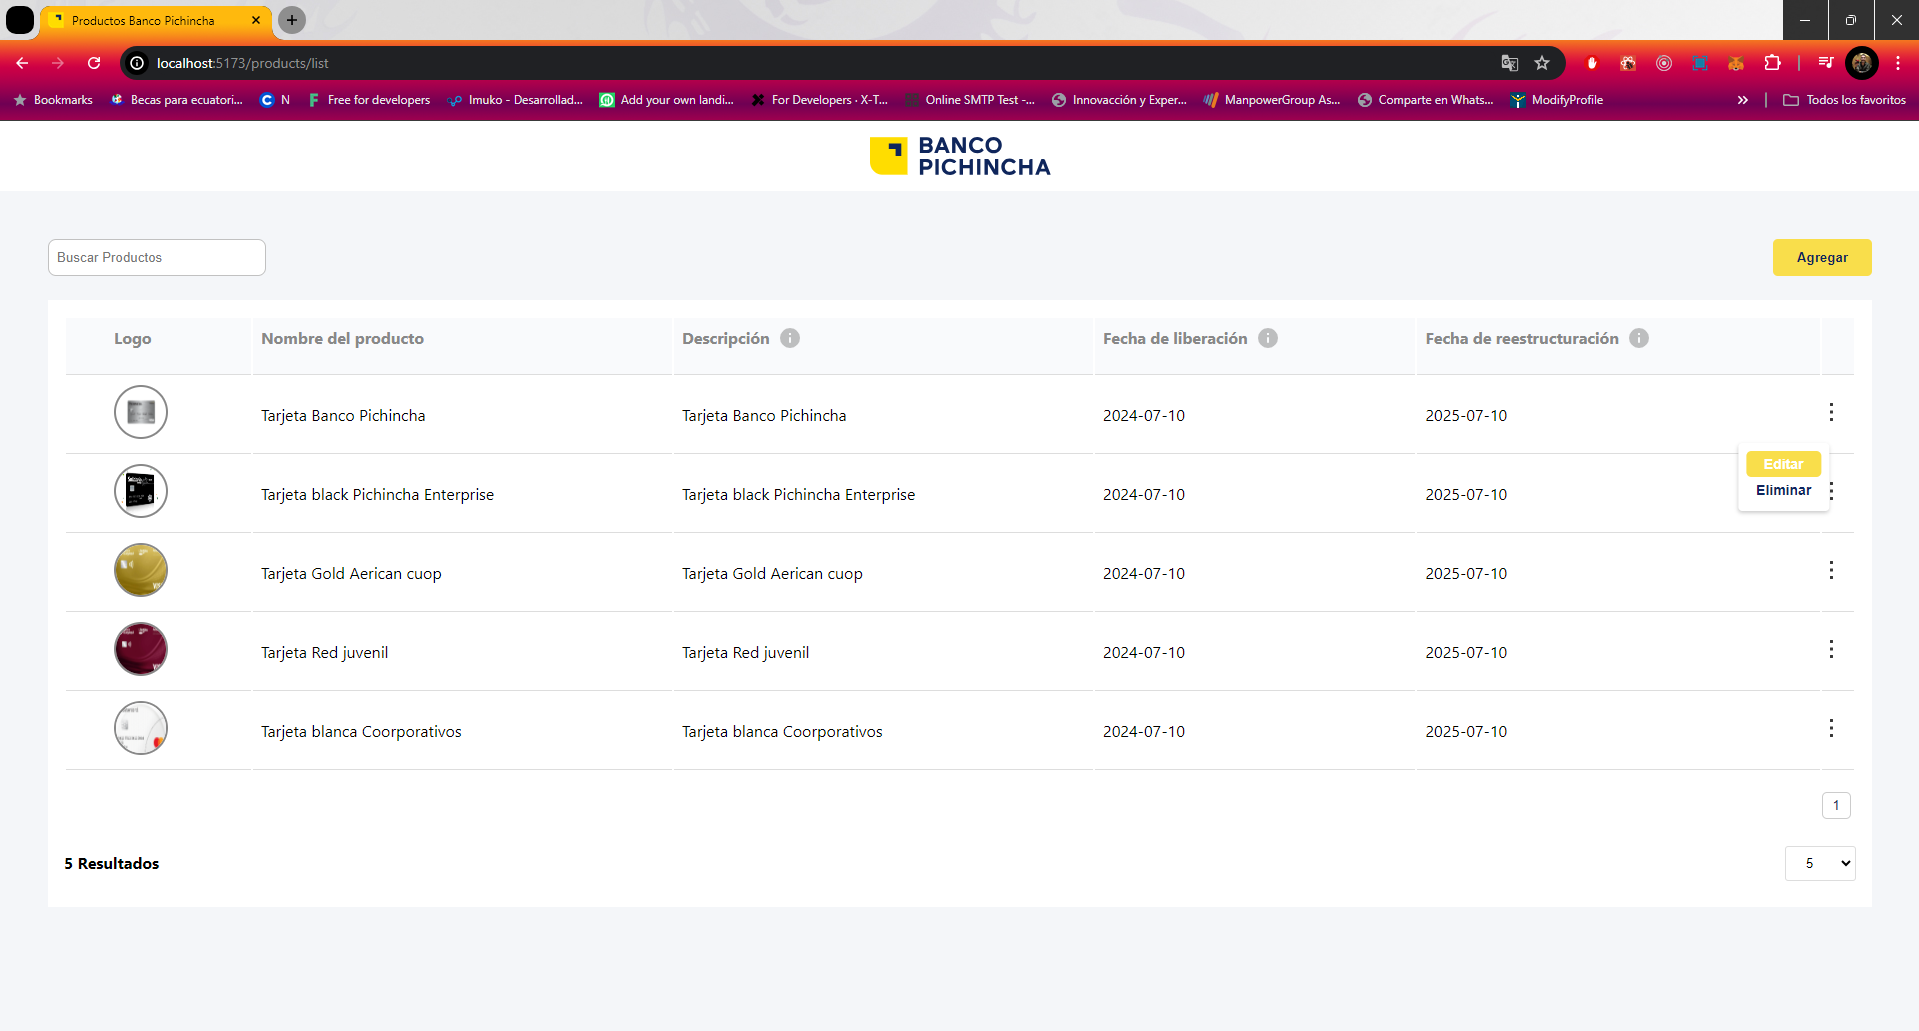 Productos Banco Pichincha
localhost:5173/products/list
Bookmarks
Becas para ecuatori...
N
Free for developers
Imuko - Desarrollad...
Add your own landi...
For Developers · X-T...
Online SMTP Test -...
Innovacción y Exper...
ManpowerGroup As...
Comparte en Whats...
ModifyProfile
Todos los favoritos
BANCO
PICHINCHA
Buscar Productos
Agregar
Logo Nombre del producto Descripción Fecha de liberación Fecha de reestructuración
Tarjeta Banco Pichincha Tarjeta Banco Pichincha 2024-07-10 2025-07-10
Editar
Eliminar
Tarjeta black Pichincha Enterprise Tarjeta black Pichincha Enterprise 2024-07-10 2025-07-10
Tarjeta Gold Aerican cuop Tarjeta Gold Aerican cuop 2024-07-10 2025-07-10
Tarjeta Red juvenil Tarjeta Red juvenil 2024-07-10 2025-07-10
Tarjeta blanca Coorporativos Tarjeta blanca Coorporativos 2024-07-10 2025-07-10
1
5 Resultados
5